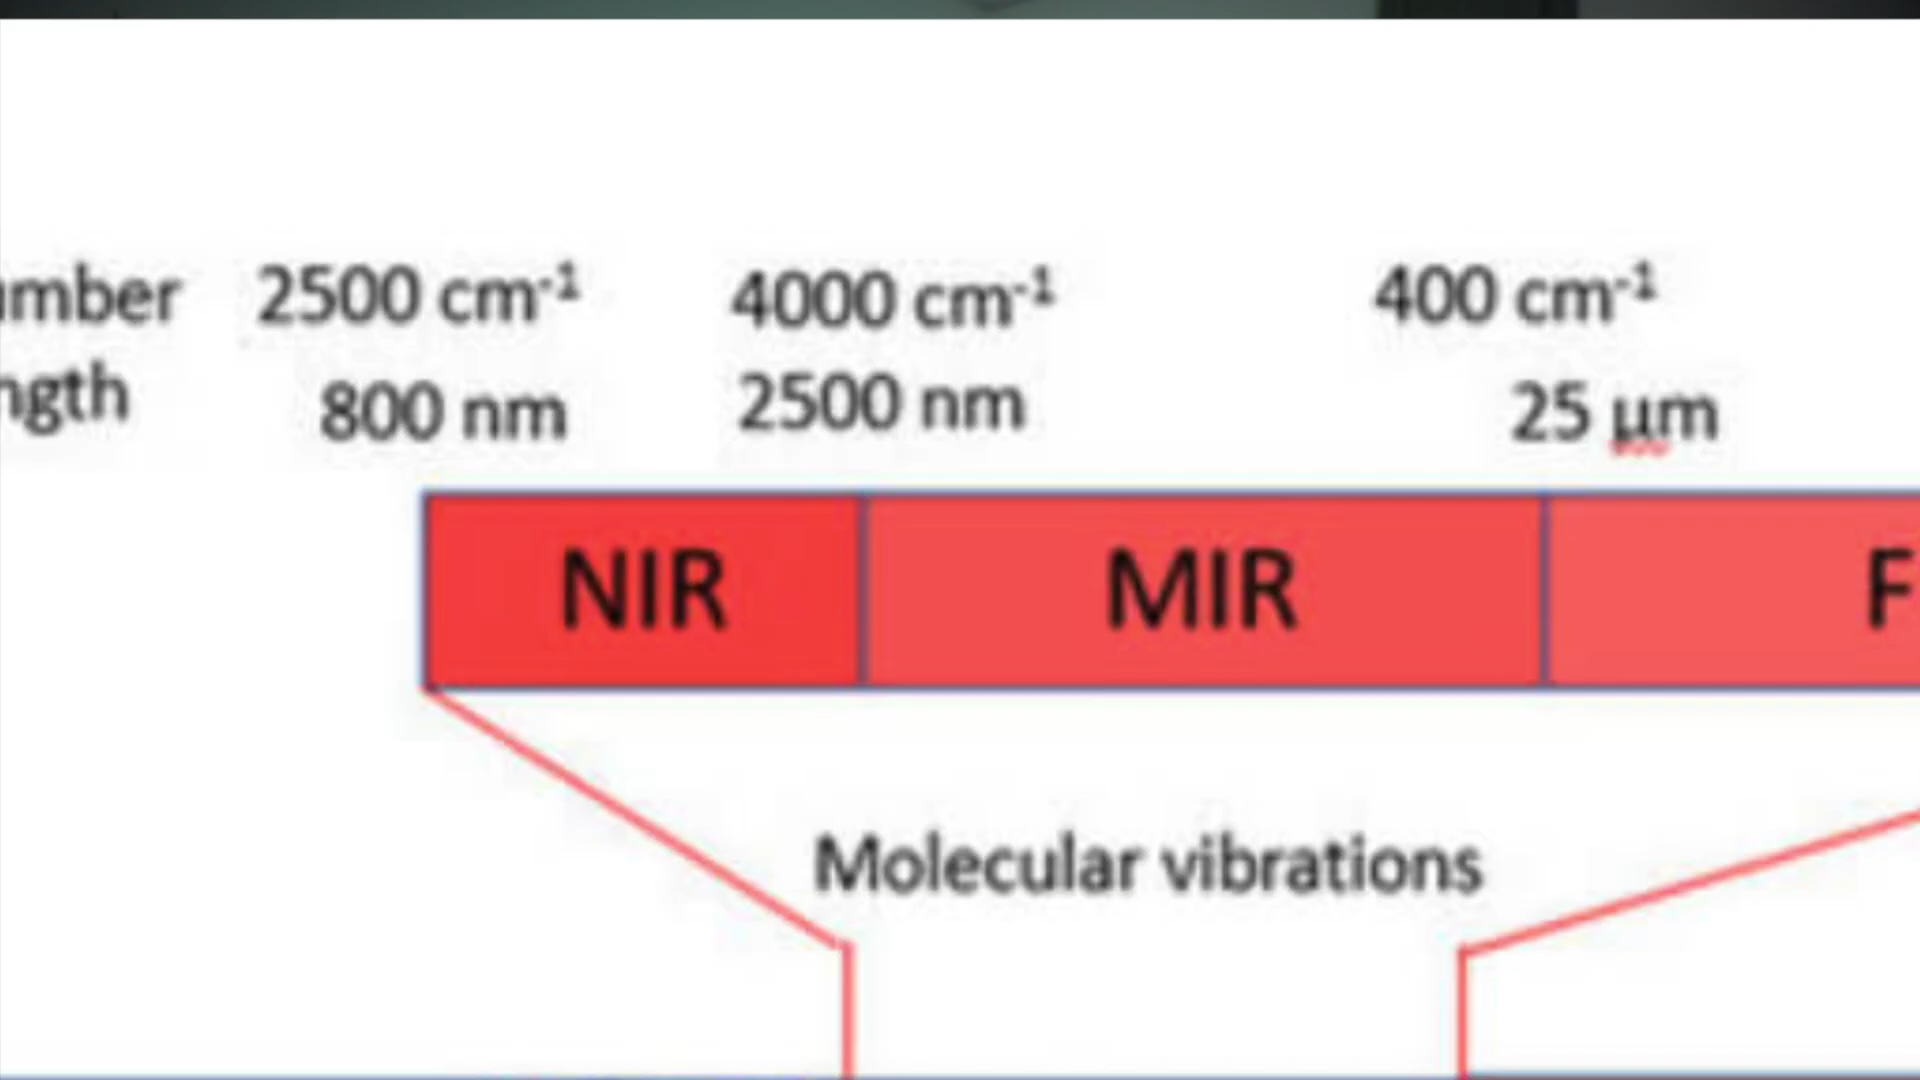 umber 2500 cm⁻¹ 4000 cm⁻¹ 400 cm⁻¹
ngth 800 nm 2500 nm 25 µm
NIR MIR F
Molecular vibrations